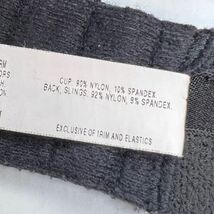 CUP, 90% NYLON, 10% SPANDEX.
BACK, SLINGS, 92% NYLON, 8% SPANDEX.
EXCLUSIVE OF TRIM AND ELASTICS